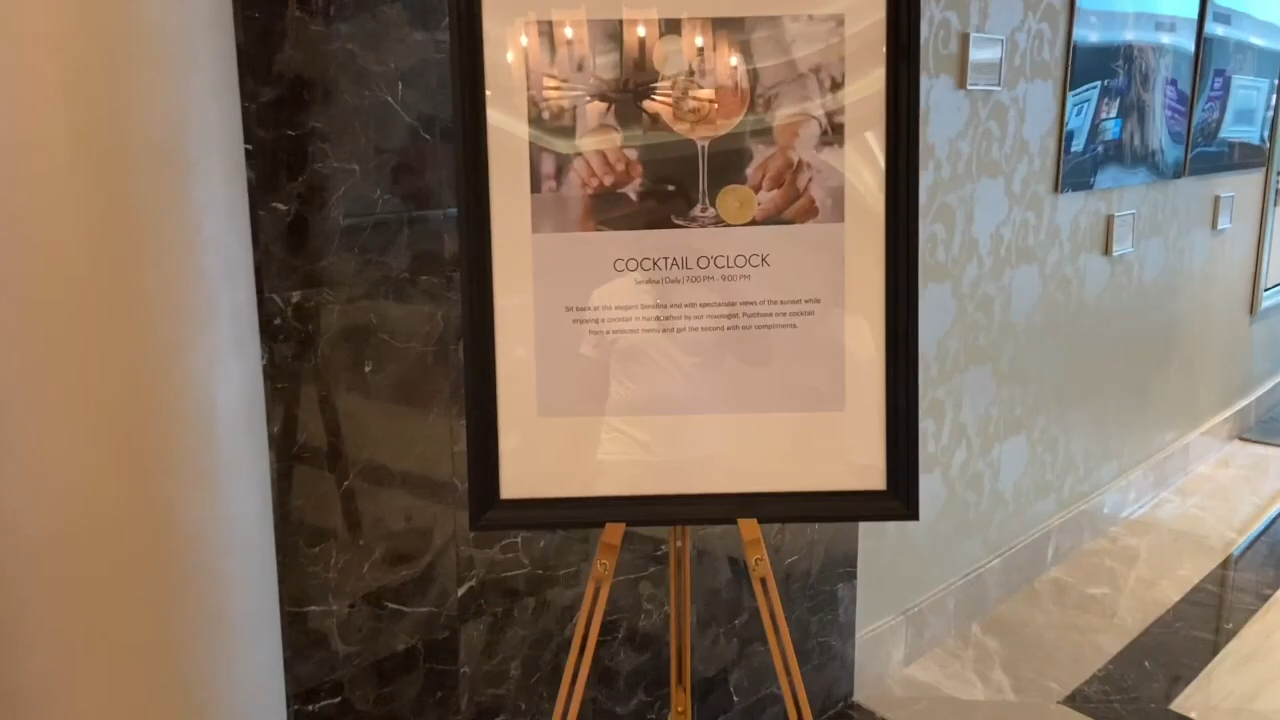 COCKTAIL O'CLOCK
Serafina | Daily | 7:00 PM - 9:00 PM
Sit back at the elegant Serafina and with spectacular views of the sunset while
enjoying a cocktail in handcrafted by our mixologist. Purchase one cocktail
from a selected menu and get the second with our compliments.